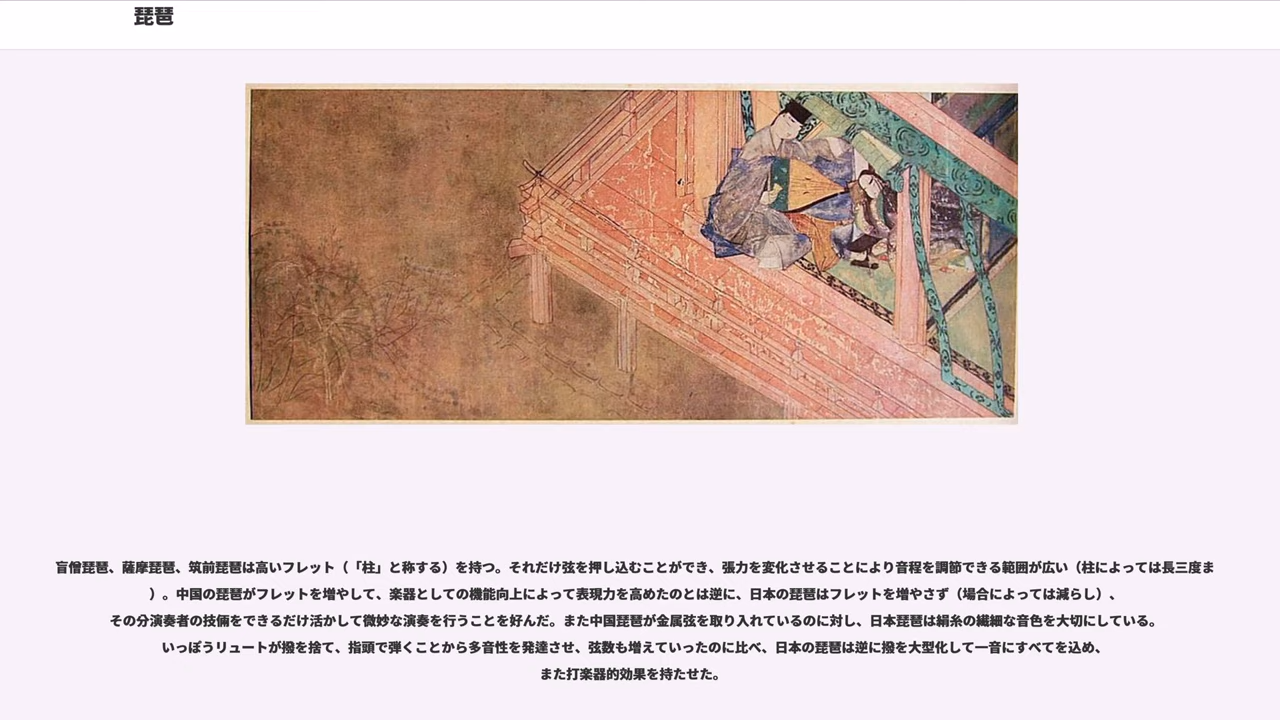 琵琶
盲僧琵琶、薩摩琵琶、筑前琵琶は高いフレット（「柱」と称する）を持つ。それだけ弦を押し込むことができ、張力を変化させることにより音程を調節できる範囲が広い（柱によっては長三度ま
）。中国の琵琶がフレットを増やして、楽器としての機能向上によって表現力を高めたのとは逆に、日本の琵琶はフレットを増やさず（場合によっては減らし）、
その分演奏者の技倆をできるだけ活かして微妙な演奏を行うことを好んだ。また中国琵琶が金属弦を取り入れているのに対し、日本琵琶は絹糸の繊細な音色を大切にしている。
いっぽうリュートが撥を捨て、指頭で弾くことから多音性を発達させ、弦数も増えていったのに比べ、日本の琵琶は逆に撥を大型化して一音にすべてを込め、
また打楽器的効果を持たせた。